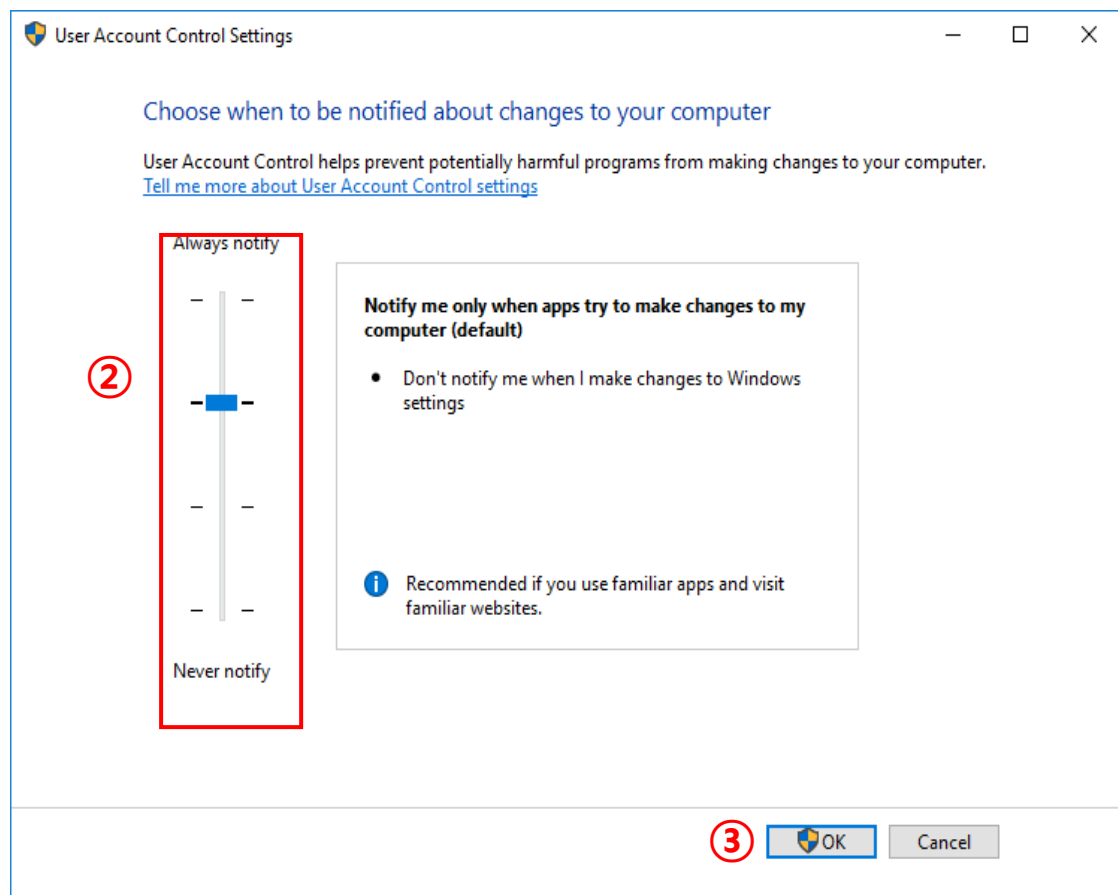 User Account Control Settings
Choose when to be notified about changes to your computer
User Account Control helps prevent potentially harmful programs from making changes to your computer.
Tell me more about User Account Control settings
Always notify
Notify me only when apps try to make changes to my
computer (default)
②
• Don't notify me when I make changes to Windows
settings
Recommended if you use familiar apps and visit
familiar websites.
Never notify
③ OK Cancel